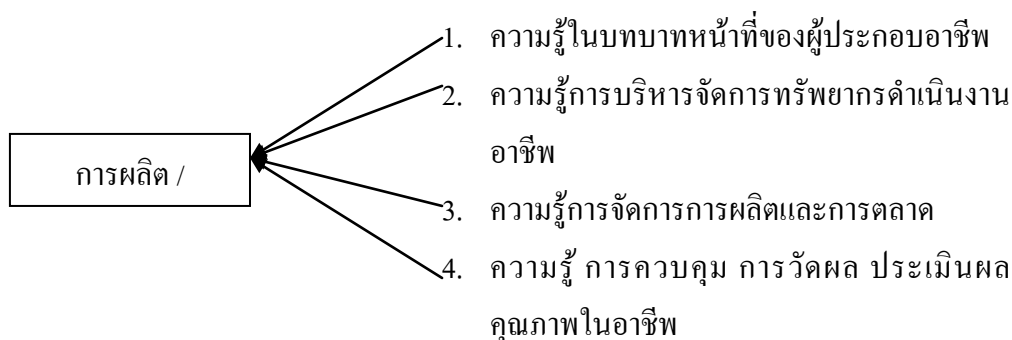 1. ความรู้ในบทบาทหน้าที่ของผู้ประกอบอาชีพ
2. ความรู้การบริหารจัดการทรัพยากรดำเนินงาน
อาชีพ
การผลิต /
3. ความรู้การจัดการการผลิตและการตลาด
4. ความรู้ การควบคุม การวัดผล ประเมินผล
คุณภาพในอาชีพ